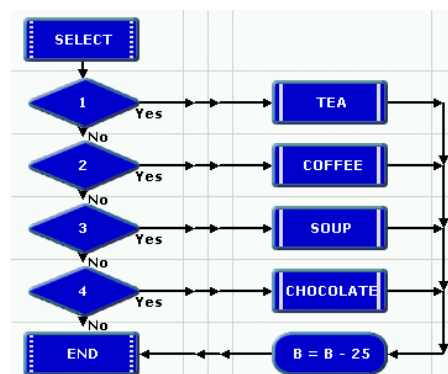 SELECT
1 Yes TEA
No
2 Yes COFFEE
No
3 Yes SOUP
No
4 Yes CHOCOLATE
No
END B = B - 25